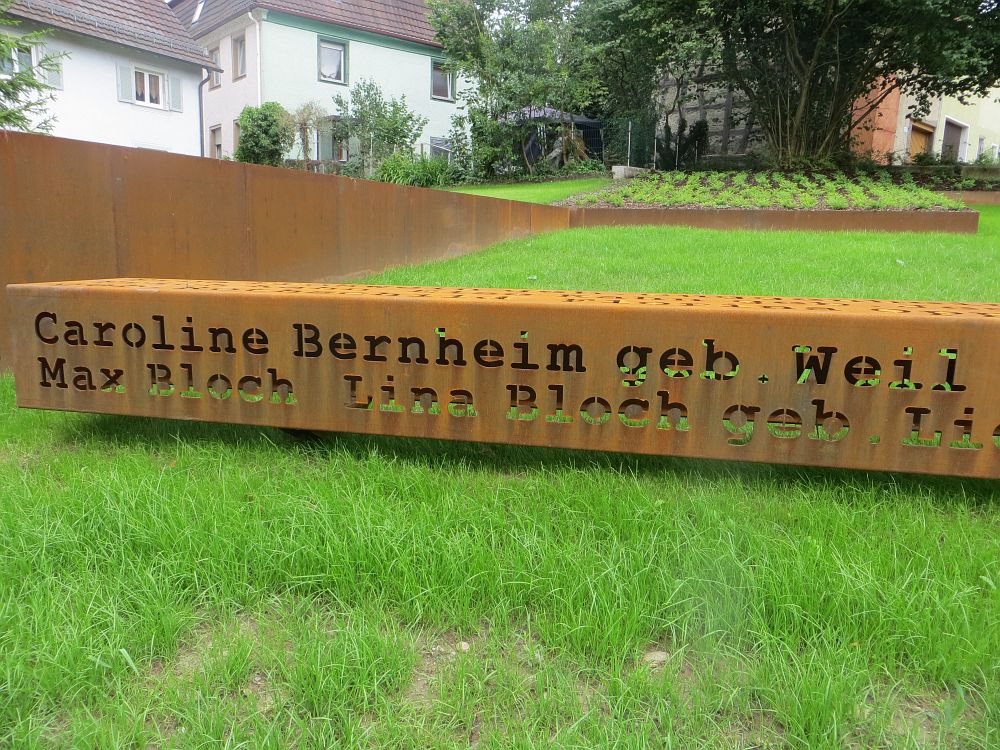 Caroline Bernheim geb. Weil
Max Bloch Lina Bloch geb.